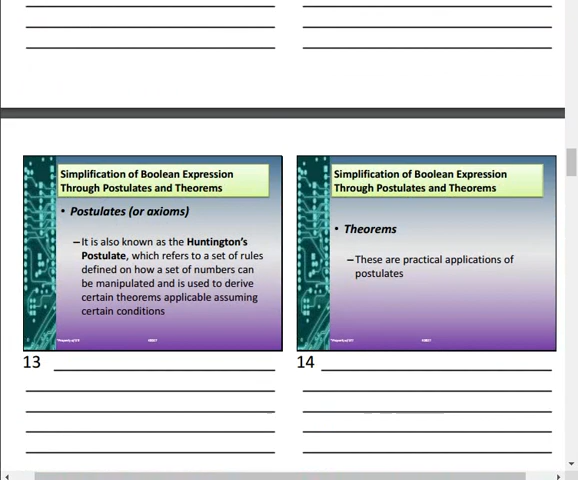 Simplification of Boolean Expression
Through Postulates and Theorems
• Postulates (or axioms)
–It is also known as the Huntington's
Postulate, which refers to a set of rules
defined on how a set of numbers can
be manipulated and is used to derive
certain theorems applicable assuming
certain conditions
13
Simplification of Boolean Expression
Through Postulates and Theorems
• Theorems
–These are practical applications of
postulates
14